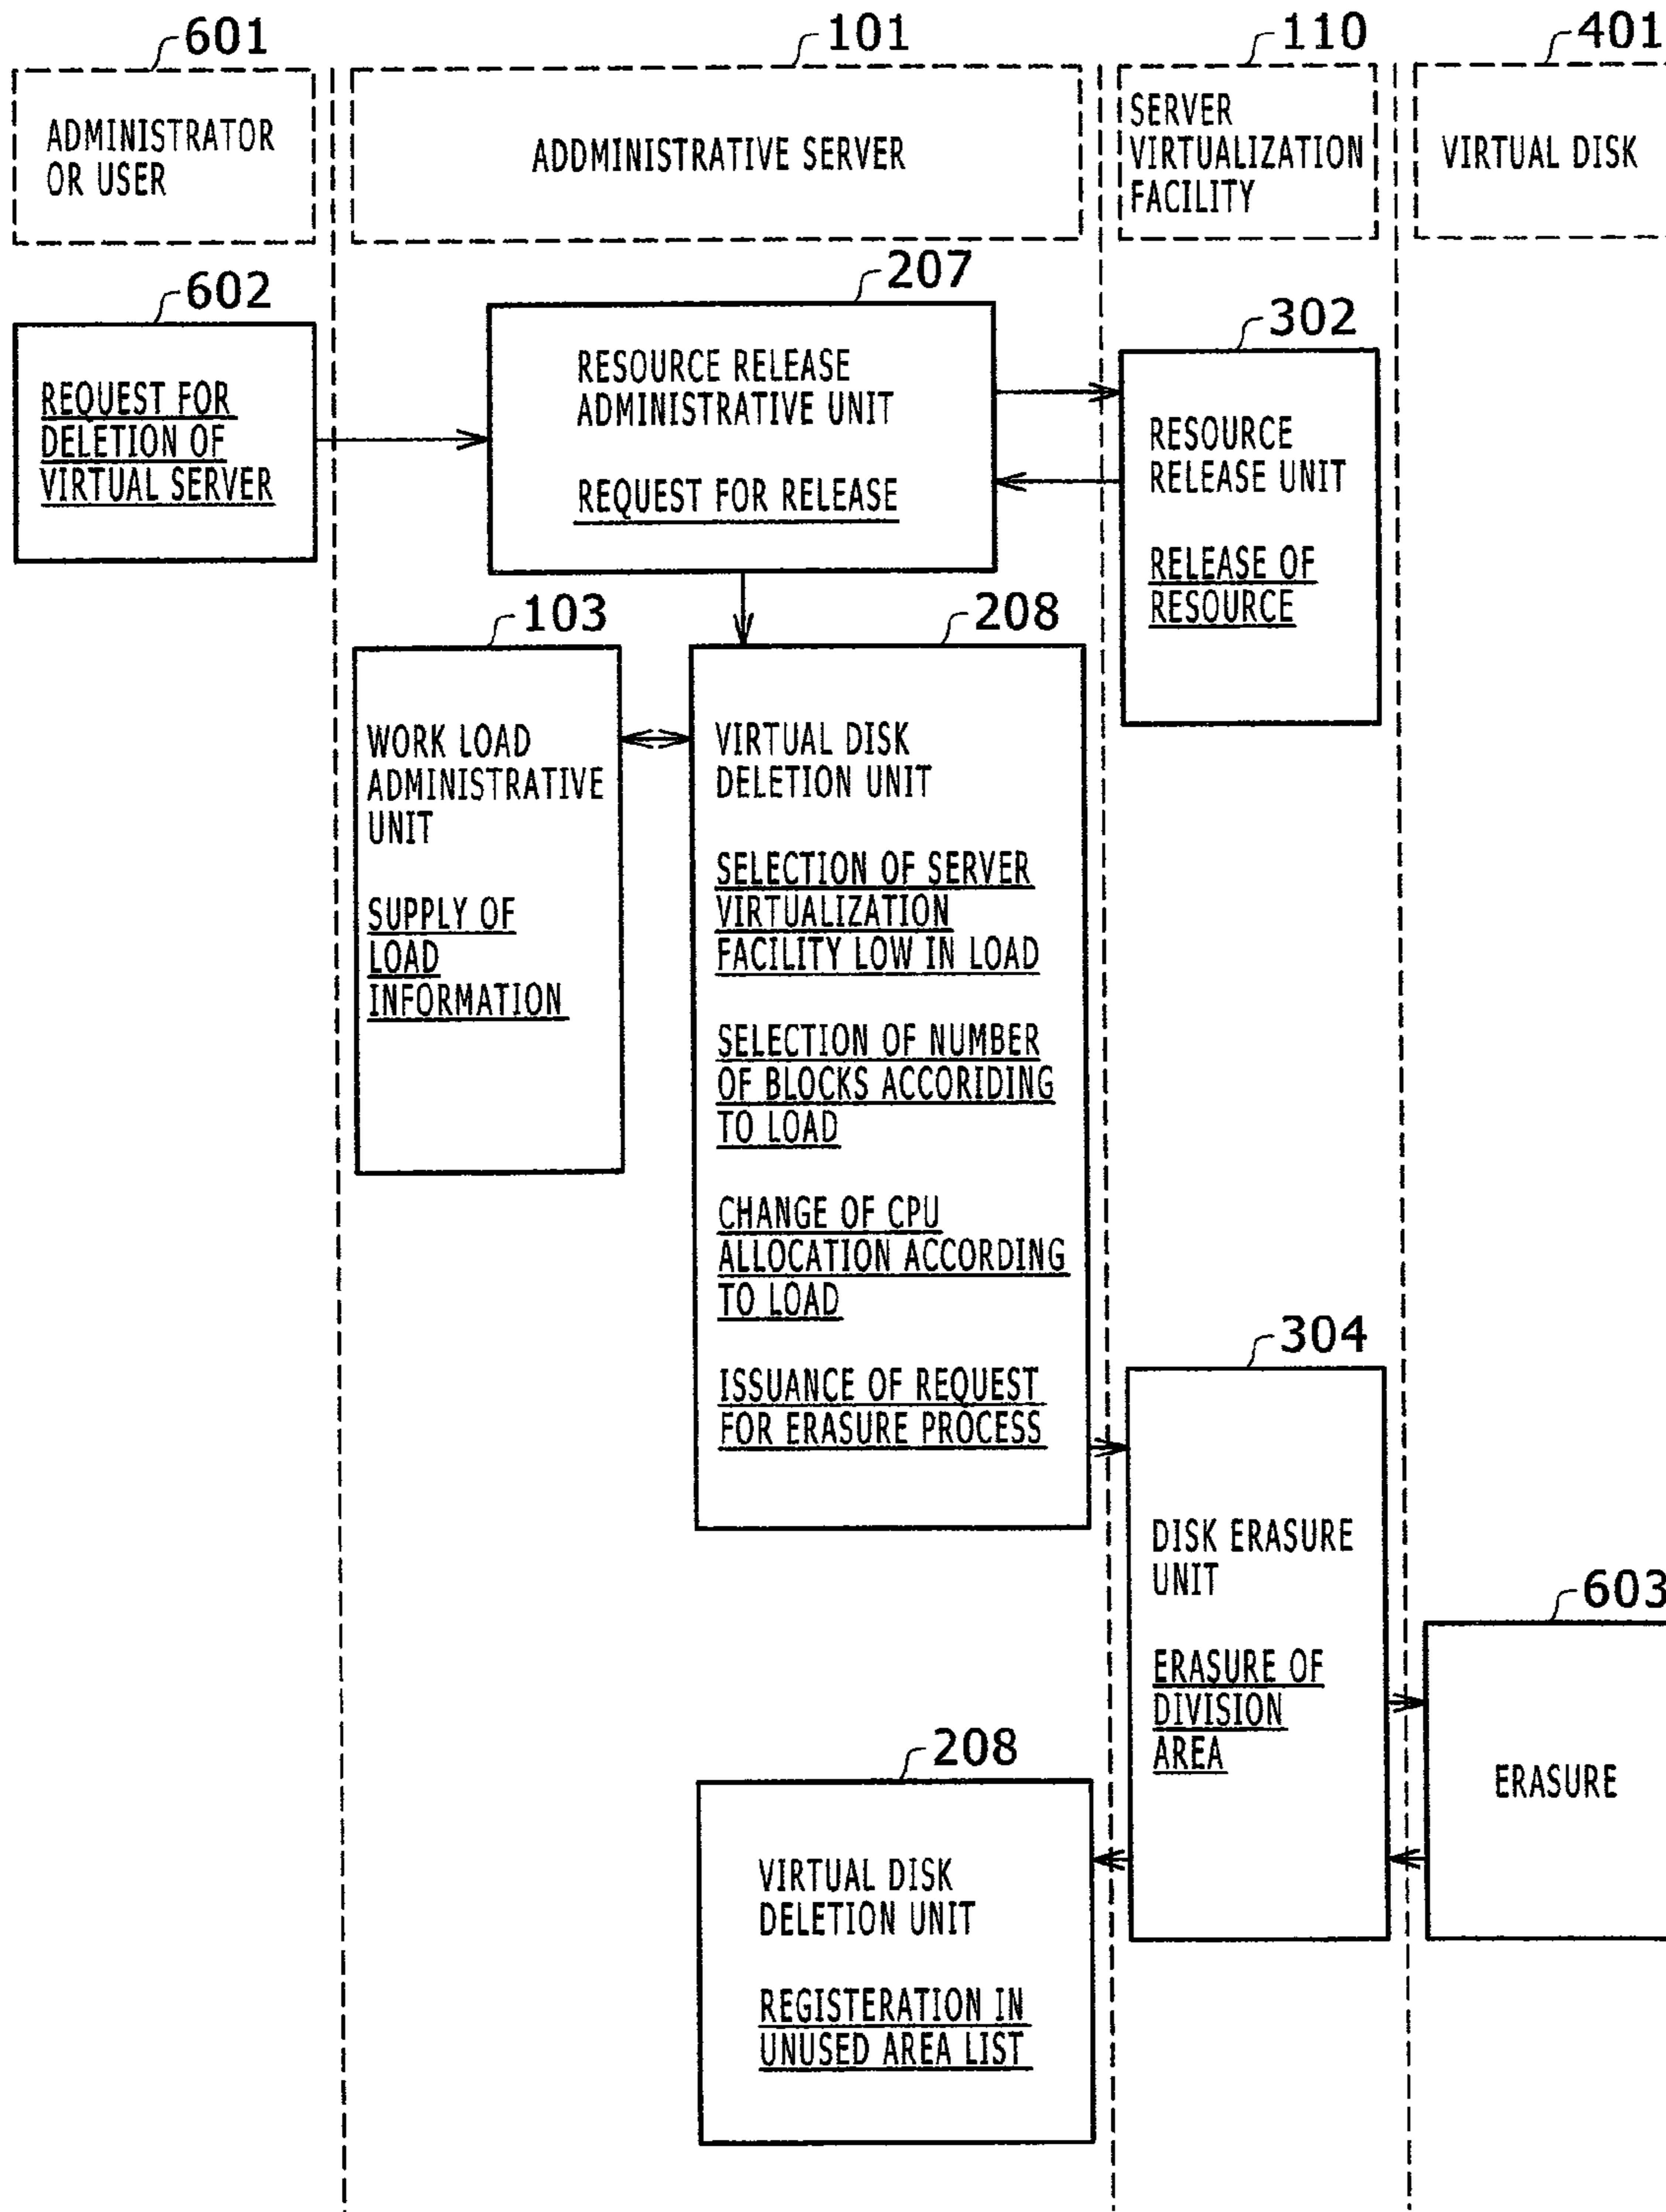 601
101
110
401
ADMINISTRATOR
OR USER
ADDMINISTRATIVE SERVER
SERVER
VIRTUALIZATION
FACILITY
VIRTUAL DISK
602
REQUEST FOR
DELETION OF
VIRTUAL SERVER
207
RESOURCE RELEASE
ADMINISTRATIVE UNIT
REQUEST FOR RELEASE
302
RESOURCE
RELEASE UNIT
RELEASE OF
RESOURCE
103
WORK LOAD
ADMINISTRATIVE
UNIT
SUPPLY OF
LOAD
INFORMATION
208
VIRTUAL DISK
DELETION UNIT
SELECTION OF SERVER
VIRTUALIZATION
FACILITY LOW IN LOAD
SELECTION OF NUMBER
OF BLOCKS ACCORIDING
TO LOAD
CHANGE OF CPU
ALLOCATION ACCORDING
TO LOAD
ISSUANCE OF REQUEST
FOR ERASURE PROCESS
304
DISK ERASURE
UNIT
ERASURE OF
DIVISION
AREA
603
ERASURE
208
VIRTUAL DISK
DELETION UNIT
REGISTERATION IN
UNUSED AREA LIST